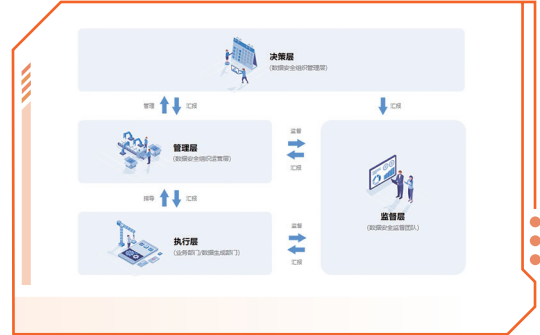 决策层
(数据安全组织管理层)
管理 汇报
汇报
管理层
(数据安全组织运营层)
监督
汇报
指导 汇报
监督层
(数据安全监督团队)
执行层
(业务部门/数据生成部门)
监督
汇报